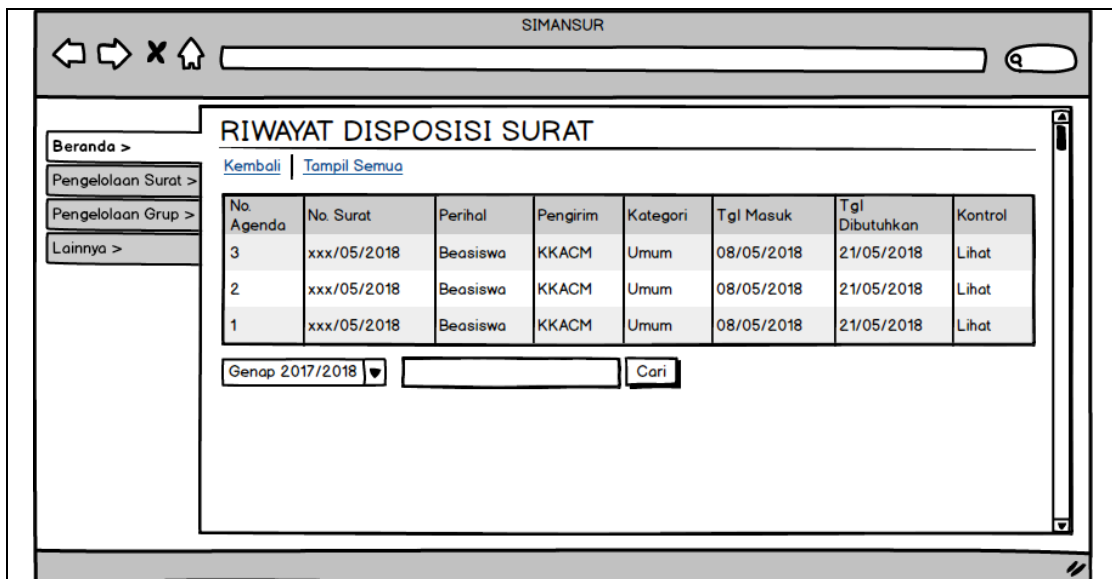 SIMANSUR
Beranda >
Pengelolaan Surat >
Pengelolaan Grup >
Lainnya >
RIWAYAT DISPOSISI SURAT
Kembali | Tampil Semua
No. Agenda No. Surat Perihal Pengirim Kategori Tgl Masuk Tgl Dibutuhkan Kontrol
3 xxx/05/2018 Beasiswa KKACM Umum 08/05/2018 21/05/2018 Lihat
2 xxx/05/2018 Beasiswa KKACM Umum 08/05/2018 21/05/2018 Lihat
1 xxx/05/2018 Beasiswa KKACM Umum 08/05/2018 21/05/2018 Lihat
Genap 2017/2018 Cari